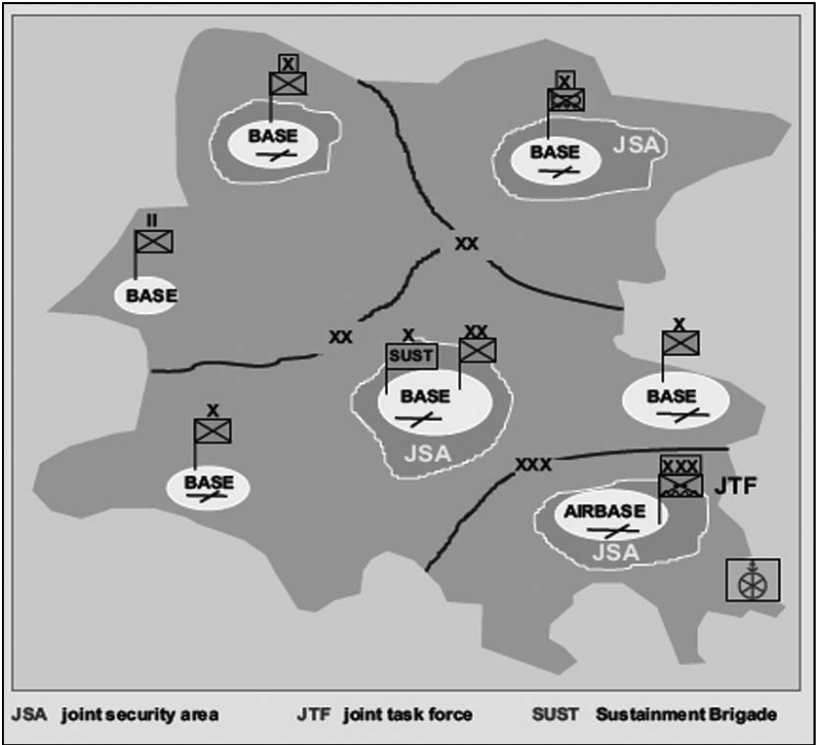 X
BASE
X
BASE
JSA
II
BASE
XX
XX
X
SUST
XX
BASE
JSA
X
BASE
X
BASE
XXX
XXX
JTF
AIRBASE
JSA
JSA joint security area JTF joint task force SUST Sustainment Brigade